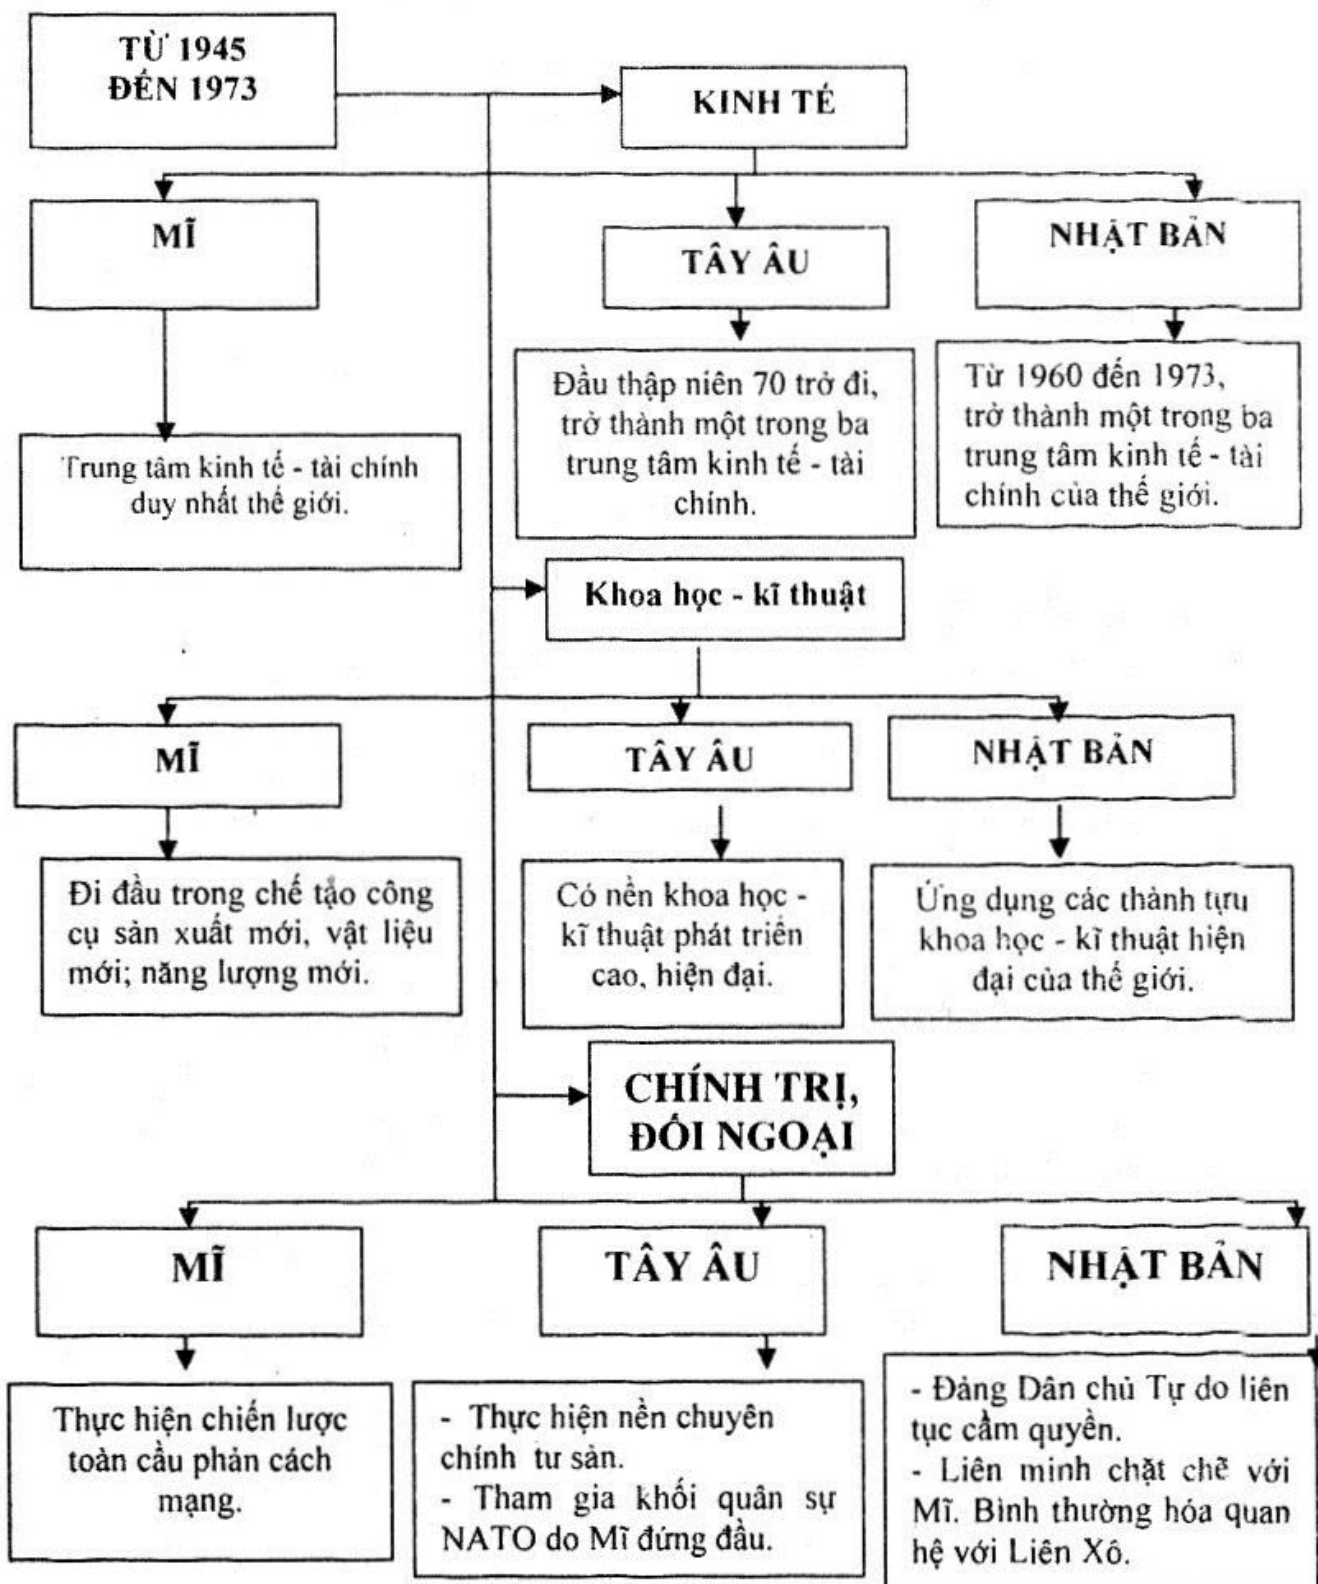 TỪ 1945
ĐẾN 1973
KINH TẾ
MĨ
TÂY ÂU
NHẬT BẢN
Trung tâm kinh tế - tài chính
duy nhất thế giới.
Đầu thập niên 70 trở đi,
trở thành một trong ba
trung tâm kinh tế - tài
chính.
Từ 1960 đến 1973,
trở thành một trong ba
trung tâm kinh tế - tài
chính của thế giới.
Khoa học - kĩ thuật
MĨ
TÂY ÂU
NHẬT BẢN
Đi đầu trong chế tạo công
cụ sản xuất mới, vật liệu
mới; năng lượng mới.
Có nền khoa học -
kĩ thuật phát triển
cao, hiện đại.
Ứng dụng các thành tựu
khoa học - kĩ thuật hiện
đại của thế giới.
CHÍNH TRỊ,
ĐỐI NGOẠI
MĨ
TÂY ÂU
NHẬT BẢN
Thực hiện chiến lược
toàn cầu phản cách
mạng.
- Thực hiện nền chuyên
chính tư sản.
- Tham gia khối quân sự
NATO do Mĩ đứng đầu.
- Đảng Dân chủ Tự do liên
tục cầm quyền.
- Liên minh chặt chẽ với
Mĩ. Bình thường hóa quan
hệ với Liên Xô.